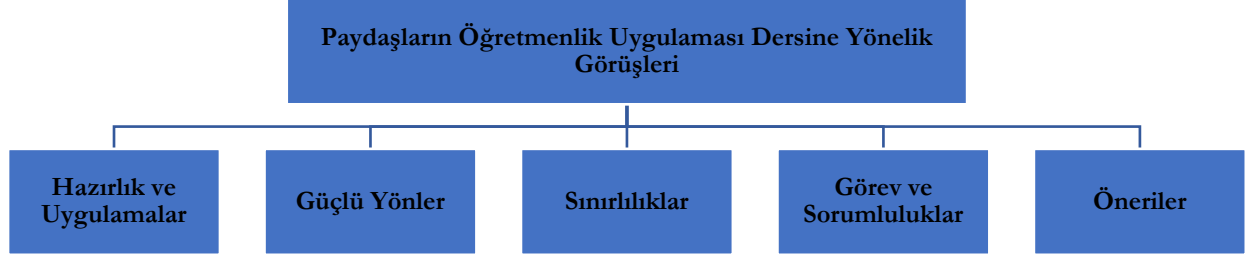 Paydaşların Öğretmenlik Uygulaması Dersine Yönelik
Görüşleri
Hazırlık ve
Uygulamalar
Güçlü Yönler
Sınırlılıklar
Görev ve
Sorumluluklar
Öneriler